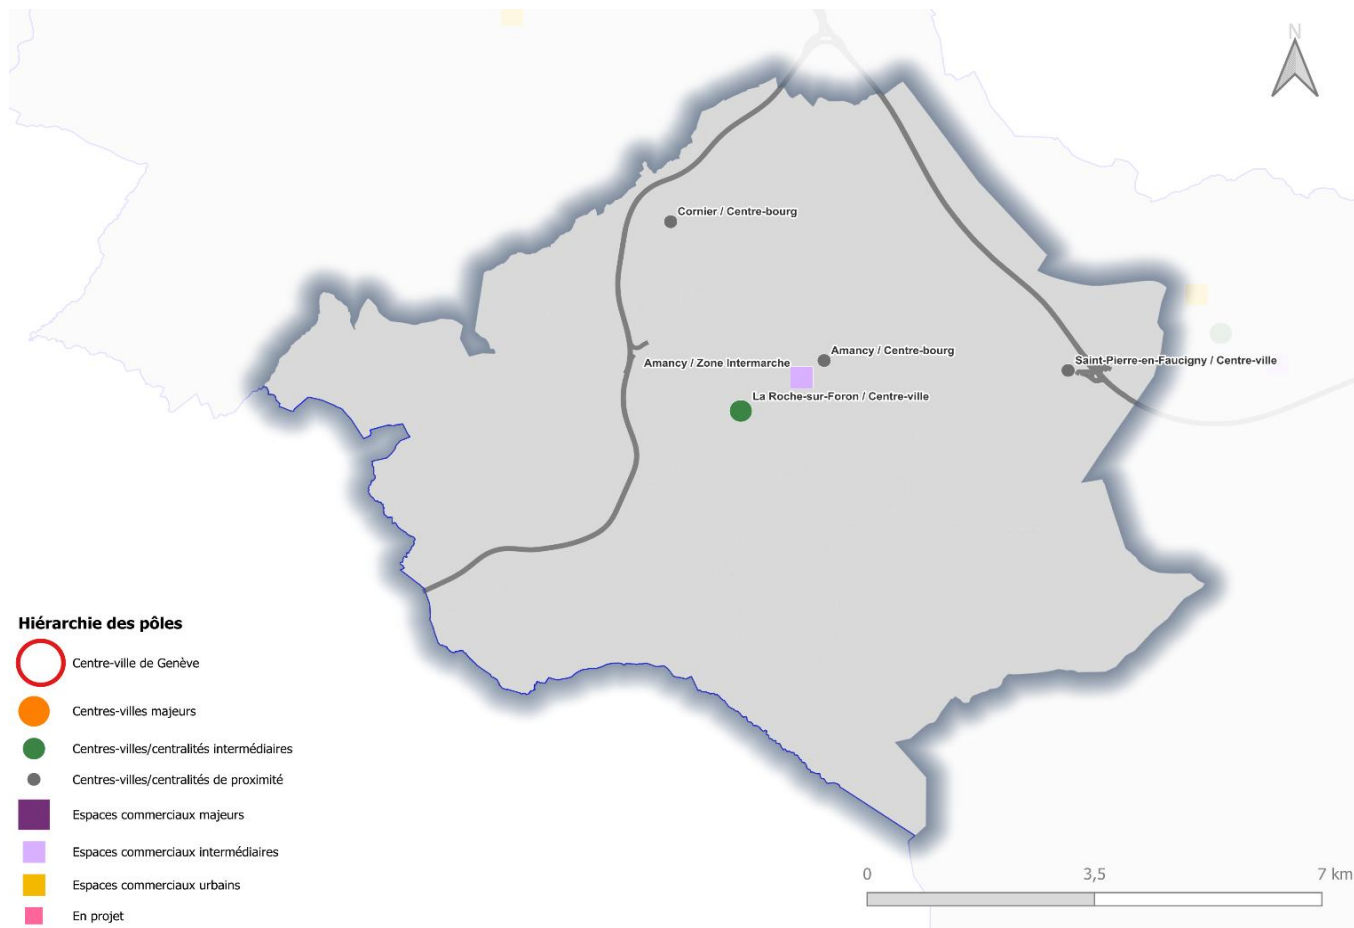 N
Cornier / Centre-bourg
Amancy / Centre-bourg
Amancy / Zone Intermarche
Saint-Pierre-en-Faucigny / Centre-ville
La Roche-sur-Foron / Centre-ville
Hiérarchie des pôles
Centre-ville de Genève
Centres-villes majeurs
Centres-villes/centralités intermédiaires
Centres-villes/centralités de proximité
Espaces commerciaux majeurs
Espaces commerciaux intermédiaires
Espaces commerciaux urbains
En projet
0 3,5 7 km